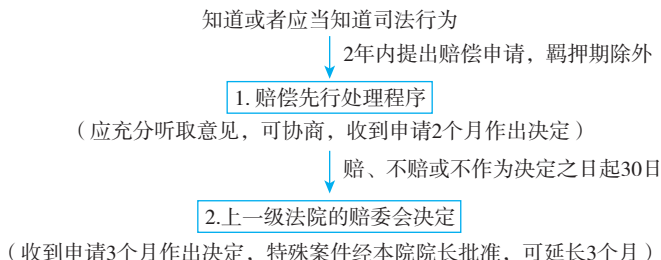 知道或者应当知道司法行为
2年内提出赔偿申请，羁押期除外
1. 赔偿先行处理程序
（应充分听取意见，可协商，收到申请2个月作出决定）
赔、不赔或不作为决定之日起30日
2.上一级法院的赔委会决定
（收到申请3个月作出决定，特殊案件经本院院长批准，可延长3个月）